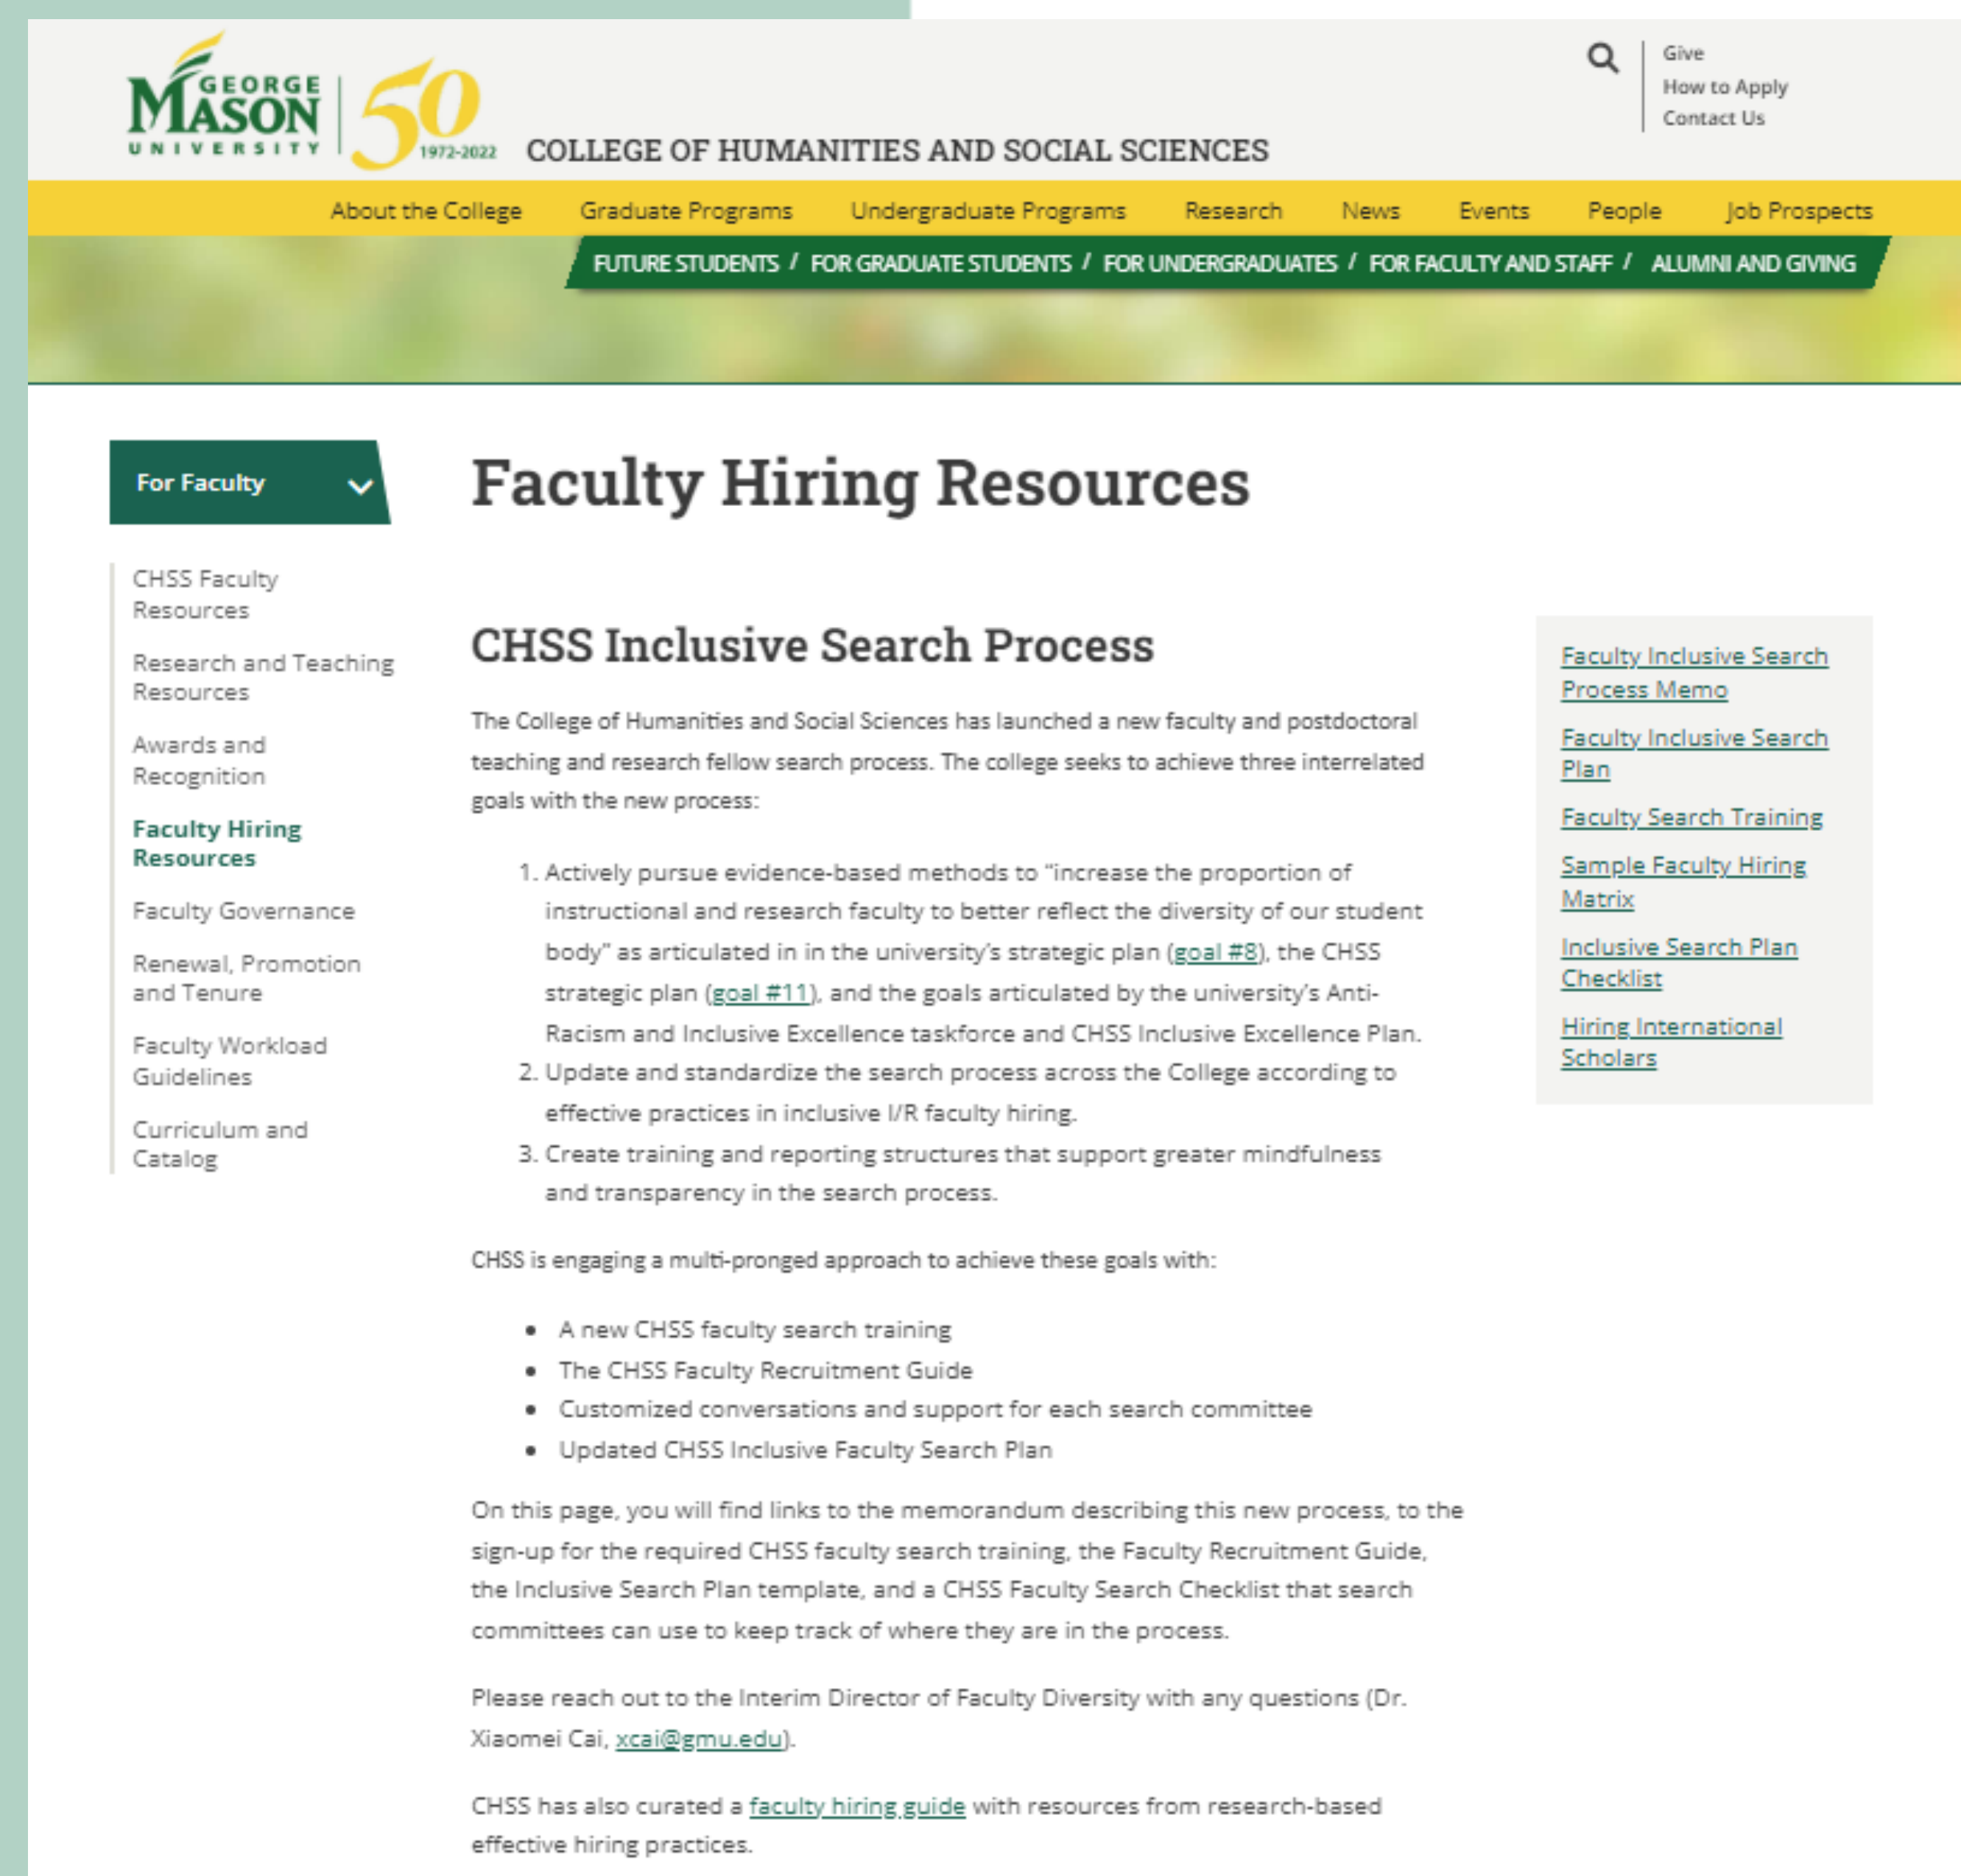 GEORGE
MASON
UNIVERSITY
50
1972-2022
COLLEGE OF HUMANITIES AND SOCIAL SCIENCES
Give
How to Apply
Contact Us
About the College Graduate Programs Undergraduate Programs Research News Events People Job Prospects
FUTURE STUDENTS / FOR GRADUATE STUDENTS / FOR UNDERGRADUATES / FOR FACULTY AND STAFF / ALUMNI AND GIVING
For Faculty
CHSS Faculty
Resources
Research and Teaching
Resources
Awards and
Recognition
Faculty Hiring
Resources
Faculty Governance
Renewal, Promotion
and Tenure
Faculty Workload
Guidelines
Curriculum and
Catalog
Faculty Hiring Resources
CHSS Inclusive Search Process
The College of Humanities and Social Sciences has launched a new faculty and postdoctoral
teaching and research fellow search process. The college seeks to achieve three interrelated
goals with the new process:
1. Actively pursue evidence-based methods to “increase the proportion of
instructional and research faculty to better reflect the diversity of our student
body” as articulated in in the university’s strategic plan (goal #8), the CHSS
strategic plan (goal #11), and the goals articulated by the university’s Anti-
Racism and Inclusive Excellence taskforce and CHSS Inclusive Excellence Plan.
2. Update and standardize the search process across the College according to
effective practices in inclusive I/R faculty hiring.
3. Create training and reporting structures that support greater mindfulness
and transparency in the search process.
CHSS is engaging a multi-pronged approach to achieve these goals with:
• A new CHSS faculty search training
• The CHSS Faculty Recruitment Guide
• Customized conversations and support for each search committee
• Updated CHSS Inclusive Faculty Search Plan
On this page, you will find links to the memorandum describing this new process, to the
sign-up for the required CHSS faculty search training, the Faculty Recruitment Guide,
the Inclusive Search Plan template, and a CHSS Faculty Search Checklist that search
committees can use to keep track of where they are in the process.
Please reach out to the Interim Director of Faculty Diversity with any questions (Dr.
Xiaomei Cai, xcai@gmu.edu).
CHSS has also curated a faculty hiring guide with resources from research-based
effective hiring practices.
Faculty Inclusive Search
Process Memo
Faculty Inclusive Search
Plan
Faculty Search Training
Sample Faculty Hiring
Matrix
Inclusive Search Plan
Checklist
Hiring International
Scholars